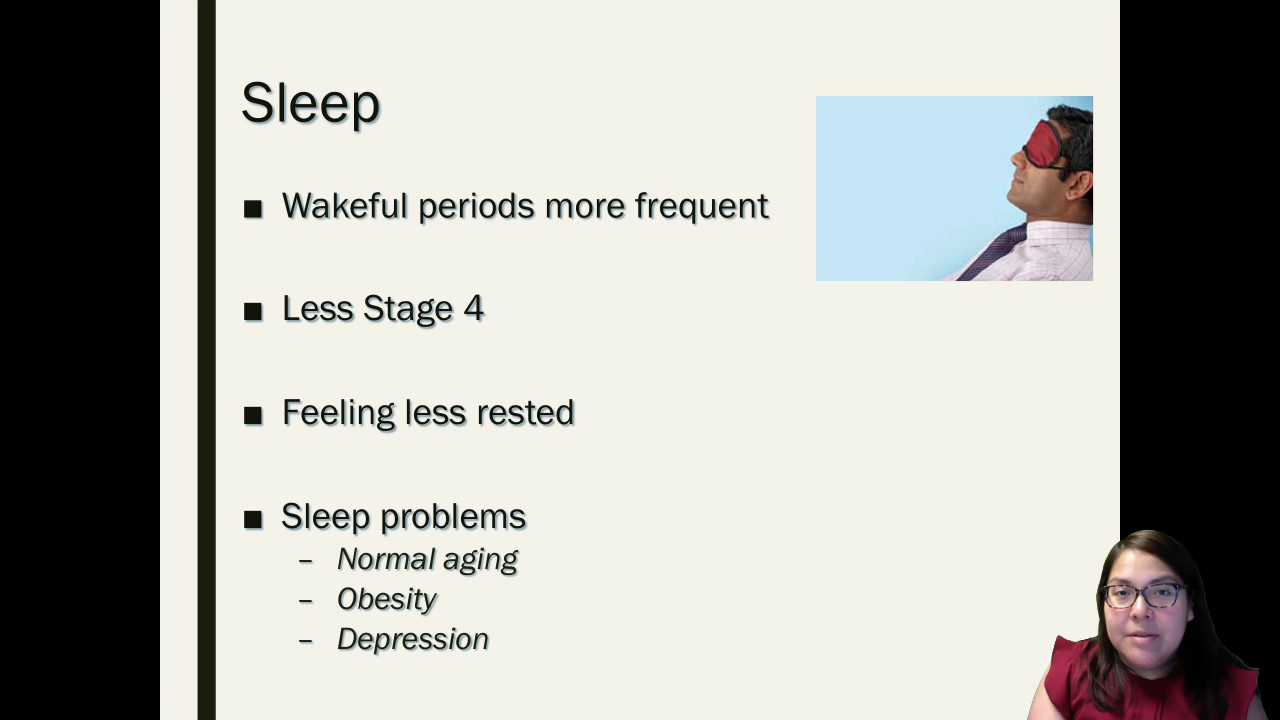 Sleep
■ Wakeful periods more frequent
■ Less Stage 4
■ Feeling less rested
■ Sleep problems
– Normal aging
– Obesity
– Depression